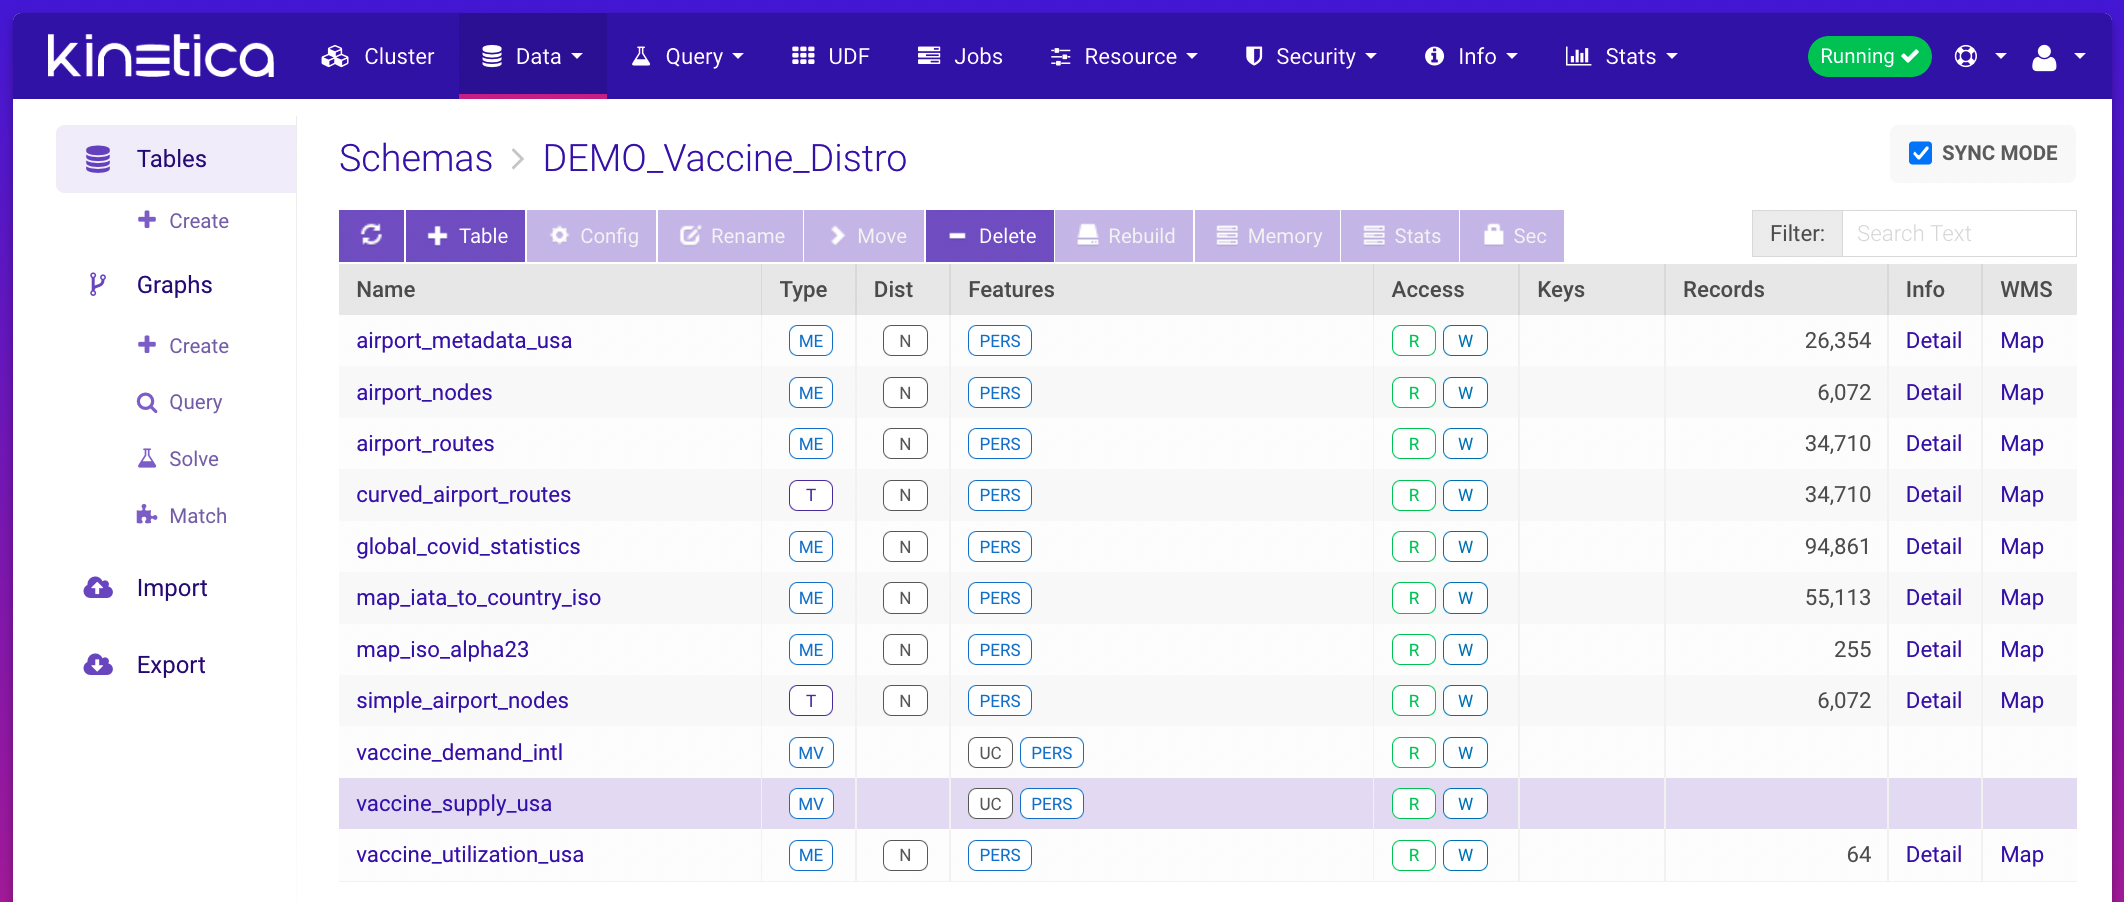 kinetica Cluster Data Query UDF Jobs Resource Security Info Stats Running
Tables
Create
Graphs
Create
Query
Solve
Match
Import
Export
Schemas > DEMO_Vaccine_Distro
SYNC MODE
Table Config Rename Move Delete Rebuild Memory Stats Sec
Filter: Search Text
Name Type Dist Features Access Keys Records Info WMS
airport_metadata_usa ME N PERS R W 26,354 Detail Map
airport_nodes ME N PERS R W 6,072 Detail Map
airport_routes ME N PERS R W 34,710 Detail Map
curved_airport_routes T N PERS R W 34,710 Detail Map
global_covid_statistics ME N PERS R W 94,861 Detail Map
map_iata_to_country_iso ME N PERS R W 55,113 Detail Map
map_iso_alpha23 ME N PERS R W 255 Detail Map
simple_airport_nodes T N PERS R W 6,072 Detail Map
vaccine_demand_intl MV UC PERS R W
vaccine_supply_usa MV UC PERS R W
vaccine_utilization_usa ME N PERS R W 64 Detail Map